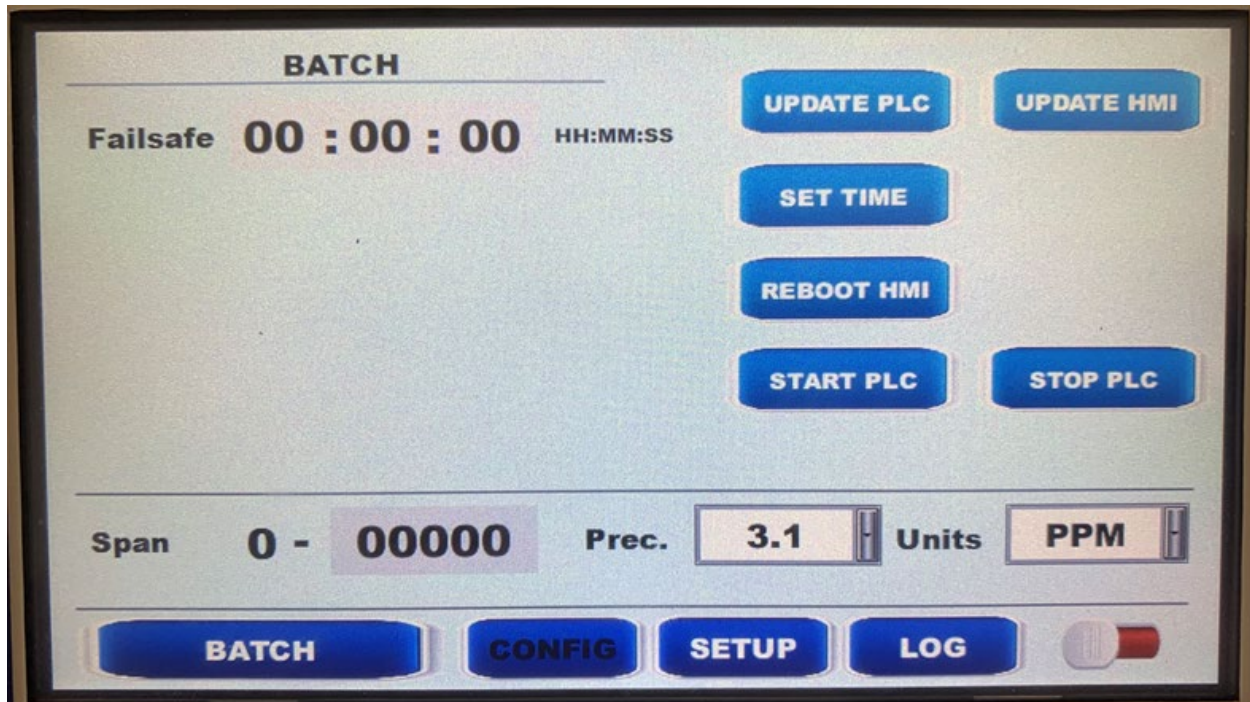 BATCH
Failsafe 00 : 00 : 00 HH:MM:SS
UPDATE PLC UPDATE HMI
SET TIME
REBOOT HMI
START PLC STOP PLC
Span 0 - 00000 Prec. 3.1 Units PPM
BATCH CONFIG SETUP LOG